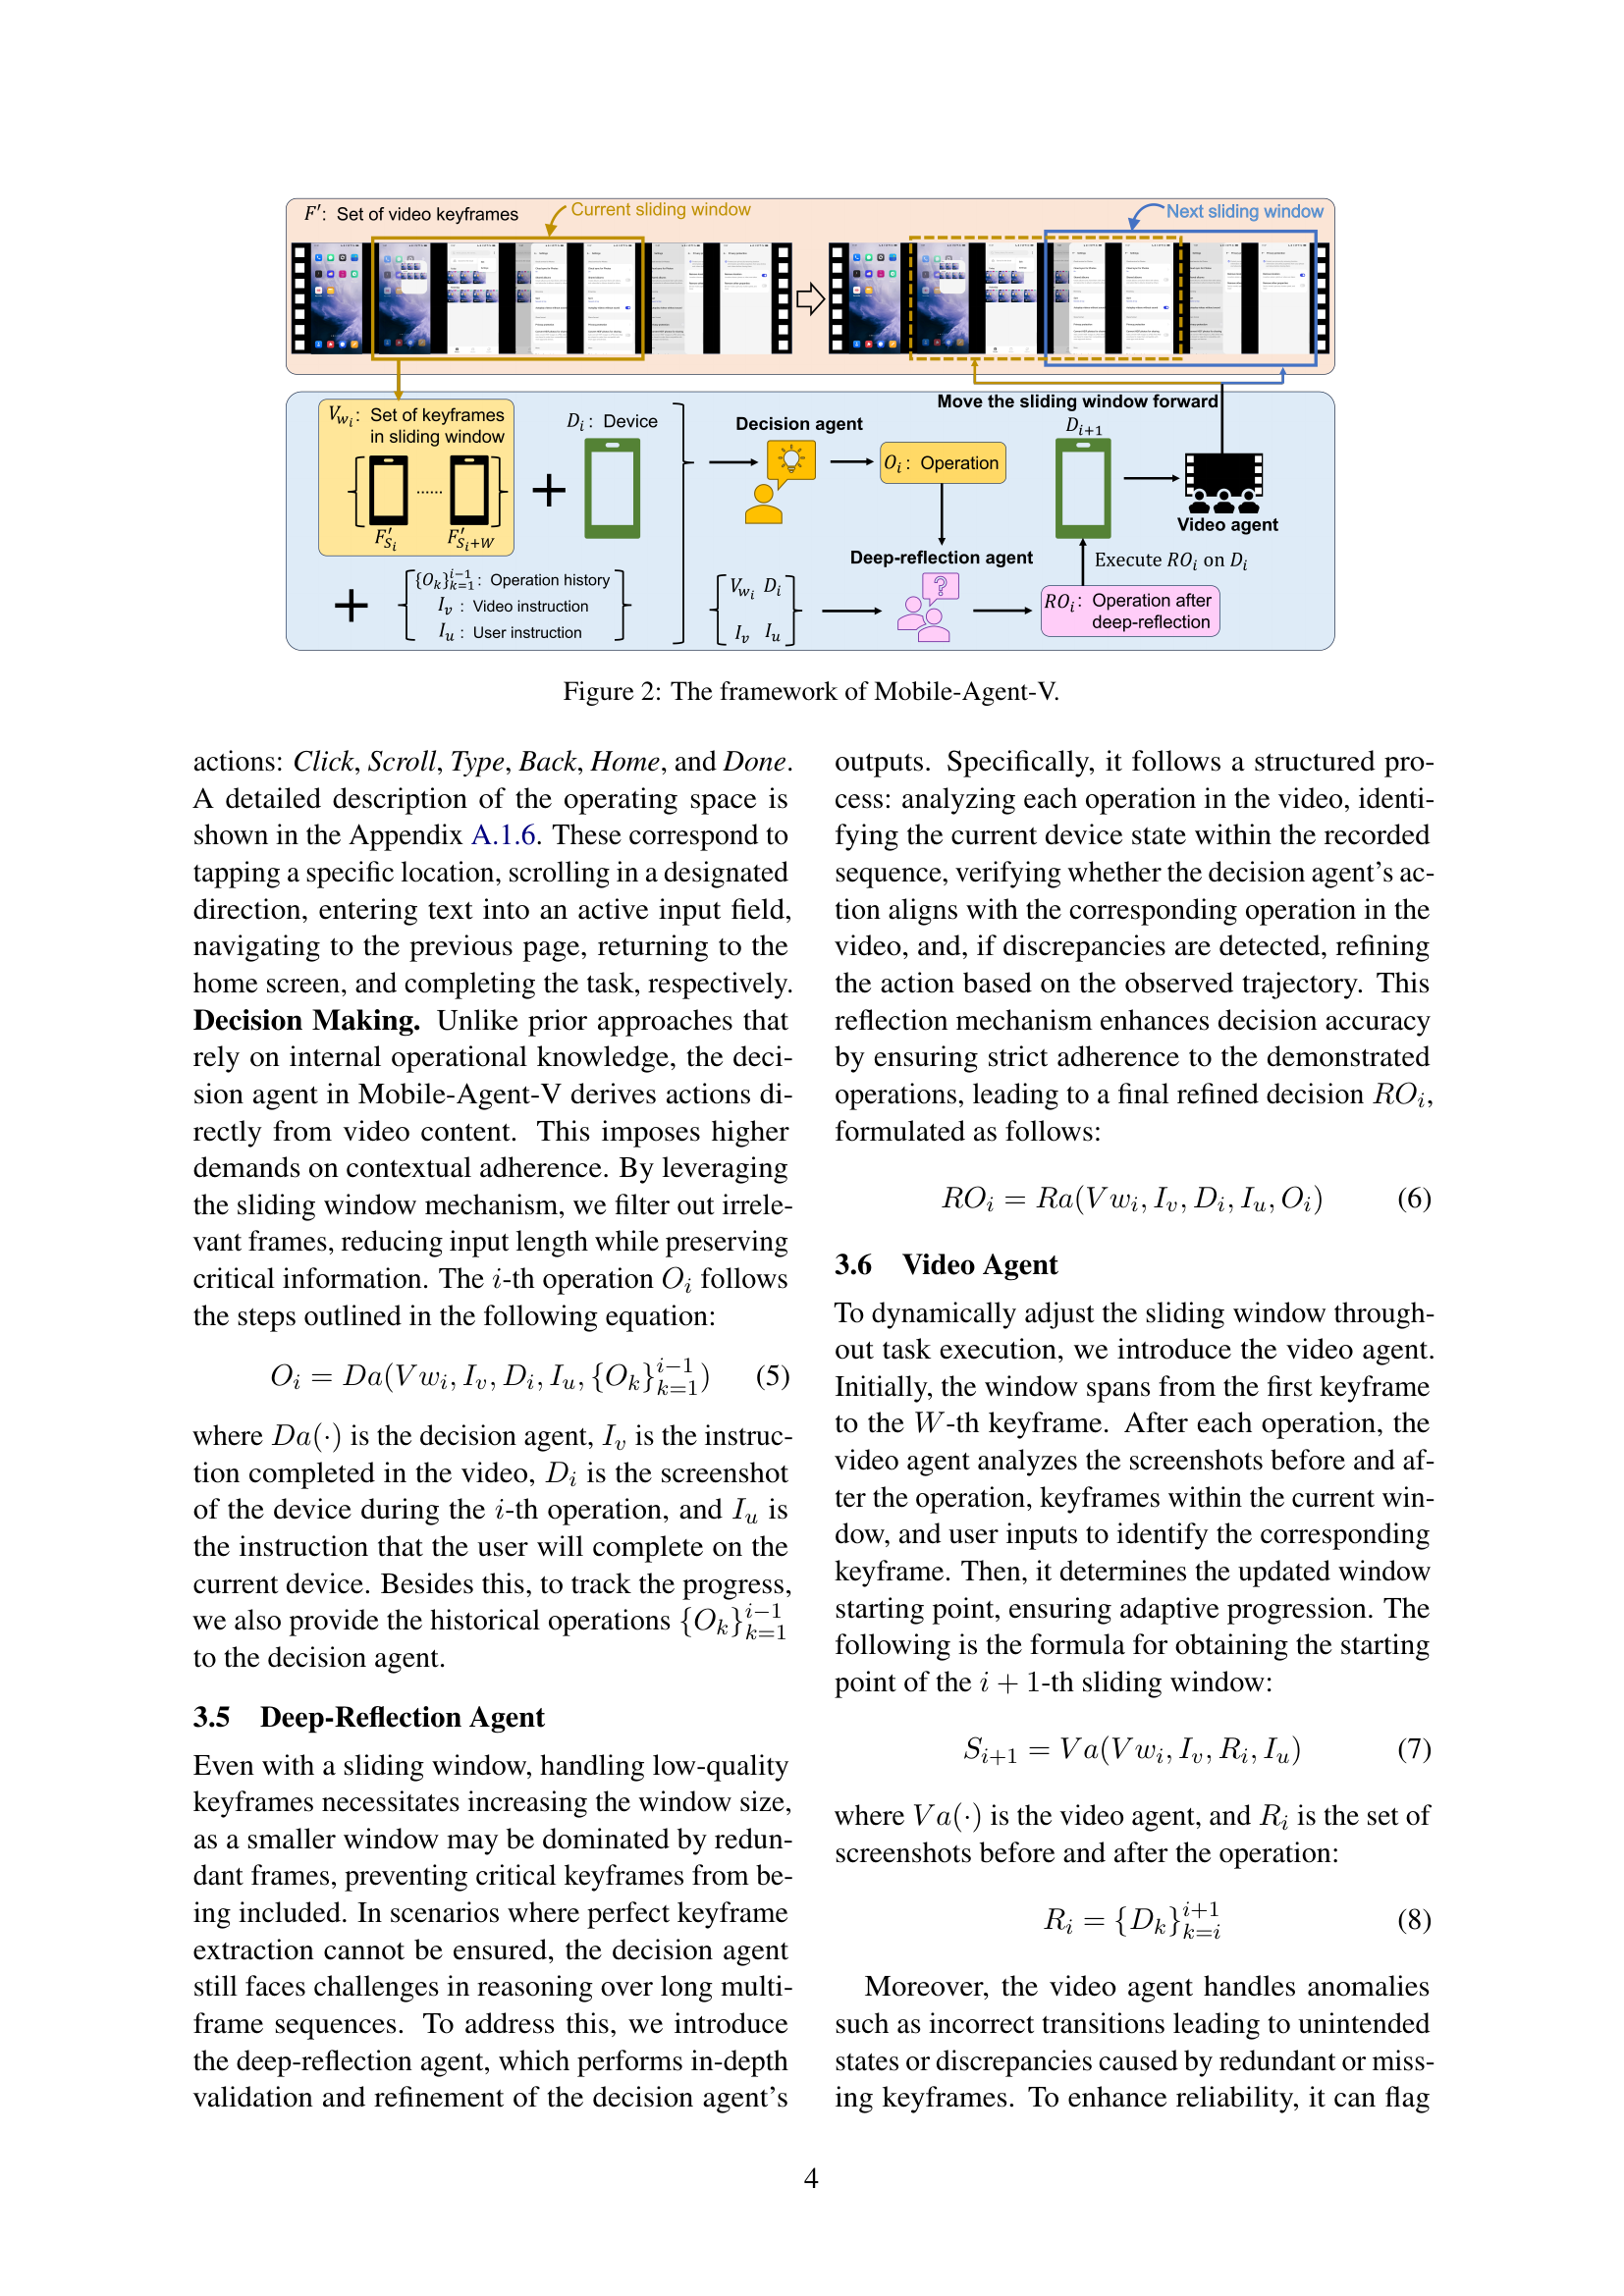 F′: Set of video keyframes
Current sliding window
Next sliding window
V_{w_i}: Set of keyframes
in sliding window
F′_{S_i} ...... F′_{S_i+W}
D_i: Device
{O_k}_{k=1}^{i−1}: Operation history
I_v : Video instruction
I_u : User instruction
Decision agent
O_i: Operation
Deep-reflection agent
V_{w_i} D_i
I_v I_u
RO_i: Operation after
deep-reflection
Execute RO_i on D_i
D_{i+1}
Move the sliding window forward
Video agent
Figure 2: The framework of Mobile-Agent-V.
actions: Click, Scroll, Type, Back, Home, and Done.
A detailed description of the operating space is
shown in the Appendix A.1.6. These correspond to
tapping a specific location, scrolling in a designated
direction, entering text into an active input field,
navigating to the previous page, returning to the
home screen, and completing the task, respectively.
Decision Making. Unlike prior approaches that
rely on internal operational knowledge, the deci-
sion agent in Mobile-Agent-V derives actions di-
rectly from video content. This imposes higher
demands on contextual adherence. By leveraging
the sliding window mechanism, we filter out irrele-
vant frames, reducing input length while preserving
critical information. The i-th operation O_i follows
the steps outlined in the following equation:
O_i = Da(Vw_i, I_v, D_i, I_u, {O_k}_{k=1}^{i−1}) (5)
where Da(·) is the decision agent, I_v is the instruc-
tion completed in the video, D_i is the screenshot
of the device during the i-th operation, and I_u is
the instruction that the user will complete on the
current device. Besides this, to track the progress,
we also provide the historical operations {O_k}_{k=1}^{i−1}
to the decision agent.
3.5 Deep-Reflection Agent
Even with a sliding window, handling low-quality
keyframes necessitates increasing the window size,
as a smaller window may be dominated by redun-
dant frames, preventing critical keyframes from be-
ing included. In scenarios where perfect keyframe
extraction cannot be ensured, the decision agent
still faces challenges in reasoning over long multi-
frame sequences. To address this, we introduce
the deep-reflection agent, which performs in-depth
validation and refinement of the decision agent's
outputs. Specifically, it follows a structured pro-
cess: analyzing each operation in the video, identi-
fying the current device state within the recorded
sequence, verifying whether the decision agent's ac-
tion aligns with the corresponding operation in the
video, and, if discrepancies are detected, refining
the action based on the observed trajectory. This
reflection mechanism enhances decision accuracy
by ensuring strict adherence to the demonstrated
operations, leading to a final refined decision RO_i,
formulated as follows:
RO_i = Ra(Vw_i, I_v, D_i, I_u, O_i) (6)
3.6 Video Agent
To dynamically adjust the sliding window through-
out task execution, we introduce the video agent.
Initially, the window spans from the first keyframe
to the W-th keyframe. After each operation, the
video agent analyzes the screenshots before and af-
ter the operation, keyframes within the current win-
dow, and user inputs to identify the corresponding
keyframe. Then, it determines the updated window
starting point, ensuring adaptive progression. The
following is the formula for obtaining the starting
point of the i + 1-th sliding window:
S_{i+1} = Va(Vw_i, I_v, R_i, I_u) (7)
where Va(·) is the video agent, and R_i is the set of
screenshots before and after the operation:
R_i = {D_k}_{k=i}^{i+1} (8)
Moreover, the video agent handles anomalies
such as incorrect transitions leading to unintended
states or discrepancies caused by redundant or miss-
ing keyframes. To enhance reliability, it can flag
4